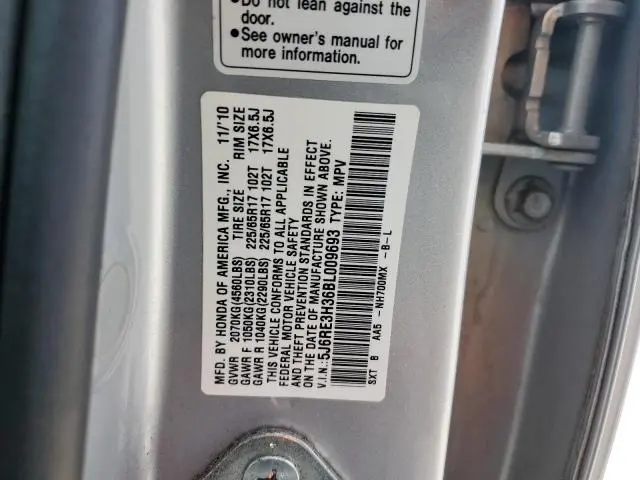 ●Do not lean against the
door.
●See owner's manual for
more information.
MFD. BY HONDA OF AMERICA MFG., INC. 11/'10
GVWR 2070KG(4560LBS) TIRE SIZE RIM SIZE
GAWR F 1050KG(2310LBS) 225/65R17 102T 17X6.5J
GAWR R 1040KG(2290LBS) 225/65R17 102T 17X6.5J
THIS VEHICLE CONFORMS TO ALL APPLICABLE
FEDERAL MOTOR VEHICLE SAFETY
AND THEFT PREVENTION STANDARDS IN EFFECT
ON THE DATE OF MANUFACTURE SHOWN ABOVE.
V.I.N.:5J6RE3H36BL009693 TYPE: MPV
SXT B AA5 -NH700MX -B-L